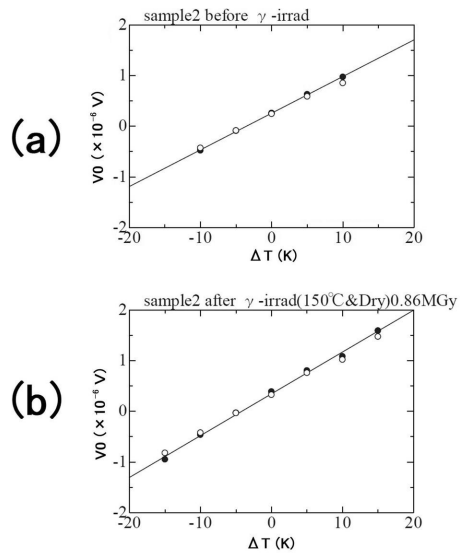 sample2 before γ-irrad
(a)
V0 (×10⁻⁶ V)
2
1
0
-1
-2
-20
-10
0
10
20
ΔT (K)
sample2 after γ-irrad(150℃&Dry)0.86MGy
(b)
V0 (×10⁻⁶ V)
2
1
0
-1
-2
-20
-10
0
10
20
ΔT (K)